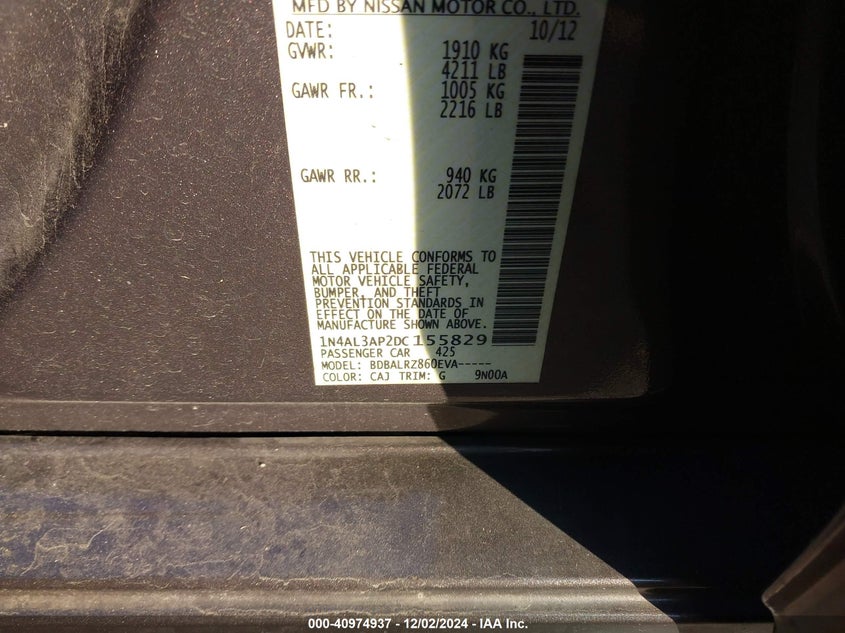 MFD BY NISSAN MOTOR CO., LTD.
DATE: 10/12
GVWR: 1910 KG
4211 LB
GAWR FR.: 1005 KG
2216 LB
GAWR RR.: 940 KG
2072 LB
THIS VEHICLE CONFORMS TO
ALL APPLICABLE FEDERAL
MOTOR VEHICLE SAFETY,
BUMPER, AND THEFT
PREVENTION STANDARDS IN
EFFECT ON THE DATE OF
MANUFACTURE SHOWN ABOVE.
1N4AL3AP2DC155829
PASSENGER CAR 425
MODEL: BDBALRZ860EVA-----
COLOR: CAJ TRIM: G 9N00A
000-40974937 - 12/02/2024 - IAA Inc.